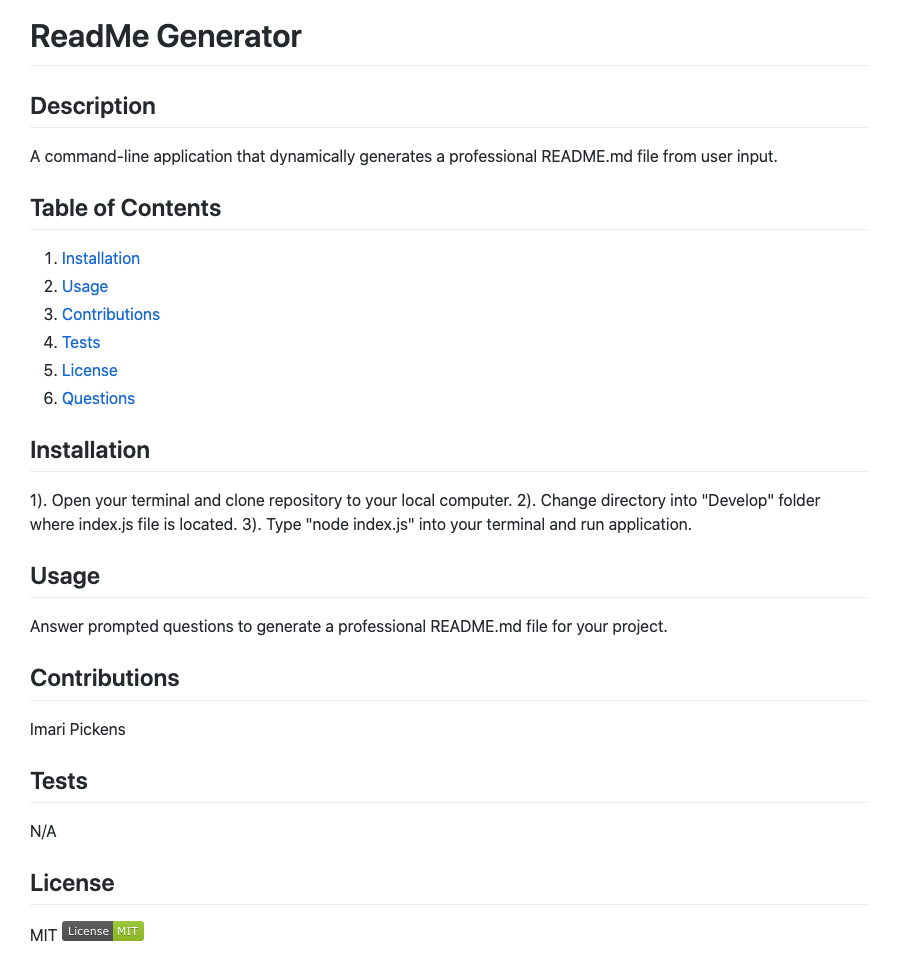 ReadMe Generator
Description
A command-line application that dynamically generates a professional README.md file from user input.
Table of Contents
1. Installation
2. Usage
3. Contributions
4. Tests
5. License
6. Questions
Installation
1). Open your terminal and clone repository to your local computer. 2). Change directory into "Develop" folder
where index.js file is located. 3). Type "node index.js" into your terminal and run application.
Usage
Answer prompted questions to generate a professional README.md file for your project.
Contributions
Imari Pickens
Tests
N/A
License
MIT License MIT